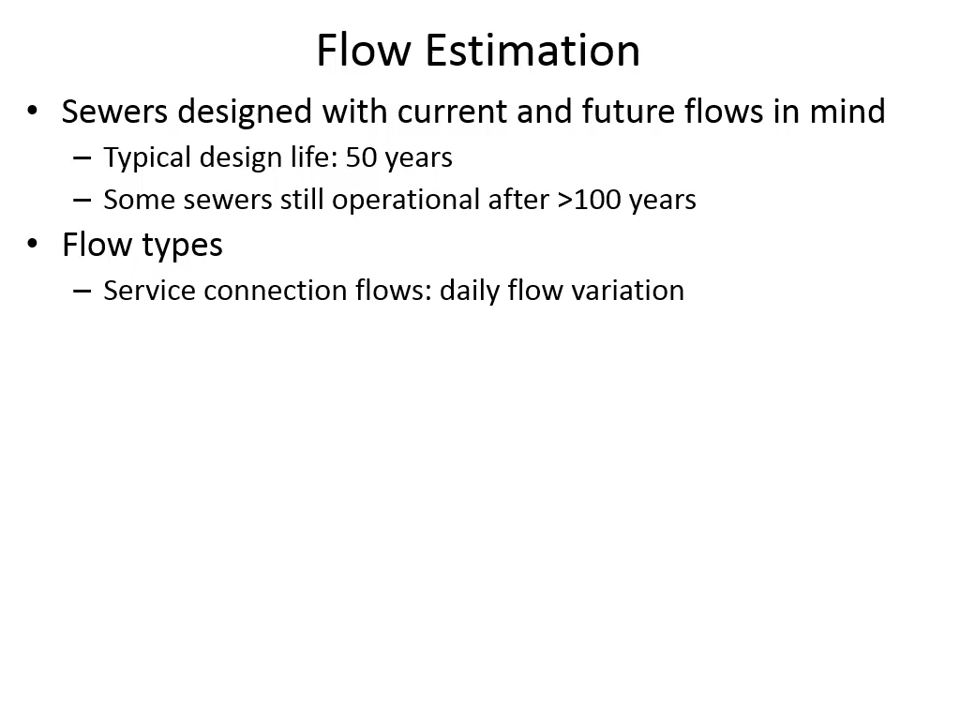 Flow Estimation
• Sewers designed with current and future flows in mind
– Typical design life: 50 years
– Some sewers still operational after >100 years
• Flow types
– Service connection flows: daily flow variation